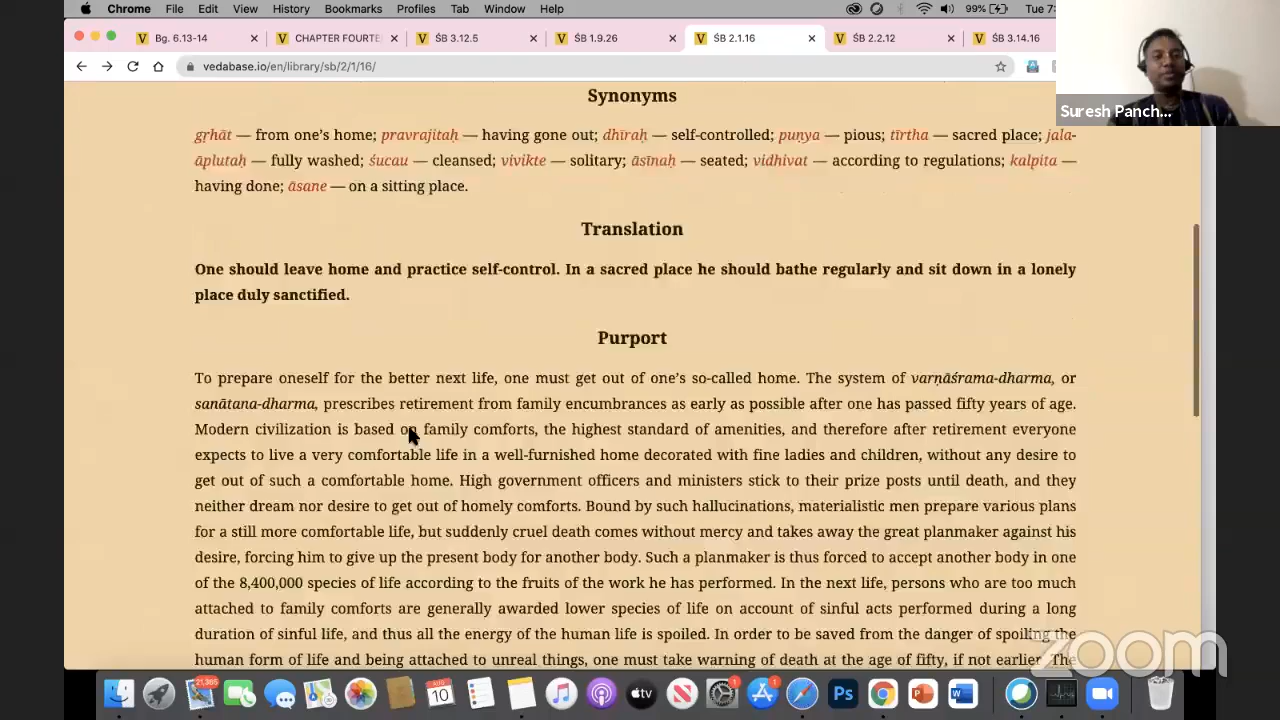 Chrome File Edit View History Bookmarks Profiles Tab Window Help 99% Tue 7:
Bg. 6.13-14 CHAPTER FOURTE ŚB 3.12.5 ŚB 1.9.26 ŚB 2.1.16 ŚB 2.2.12 ŚB 3.14.16
vedabase.io/en/library/sb/2/1/16/
Suresh Panch...
Synonyms
gṛhāt — from one’s home; pravrajitaḥ — having gone out; dhīraḥ — self-controlled; puṇya — pious; tīrtha — sacred place; jala-
āplutaḥ — fully washed; śucau — cleansed; vivikte — solitary; āsīnaḥ — seated; vidhivat — according to regulations; kalpita —
having done; āsane — on a sitting place.
Translation
One should leave home and practice self-control. In a sacred place he should bathe regularly and sit down in a lonely
place duly sanctified.
Purport
To prepare oneself for the better next life, one must get out of one’s so-called home. The system of varṇāśrama-dharma, or
sanātana-dharma, prescribes retirement from family encumbrances as early as possible after one has passed fifty years of age.
Modern civilization is based on family comforts, the highest standard of amenities, and therefore after retirement everyone
expects to live a very comfortable life in a well-furnished home decorated with fine ladies and children, without any desire to
get out of such a comfortable home. High government officers and ministers stick to their prize posts until death, and they
neither dream nor desire to get out of homely comforts. Bound by such hallucinations, materialistic men prepare various plans
for a still more comfortable life, but suddenly cruel death comes without mercy and takes away the great planmaker against his
desire, forcing him to give up the present body for another body. Such a planmaker is thus forced to accept another body in one
of the 8,400,000 species of life according to the fruits of the work he has performed. In the next life, persons who are too much
attached to family comforts are generally awarded lower species of life on account of sinful acts performed during a long
duration of sinful life, and thus all the energy of the human life is spoiled. In order to be saved from the danger of spoiling the
human form of life and being attached to unreal things, one must take warning of death at the age of fifty, if not earlier. The
zoom
21,365 AUG 10 tv 1 1 Ps